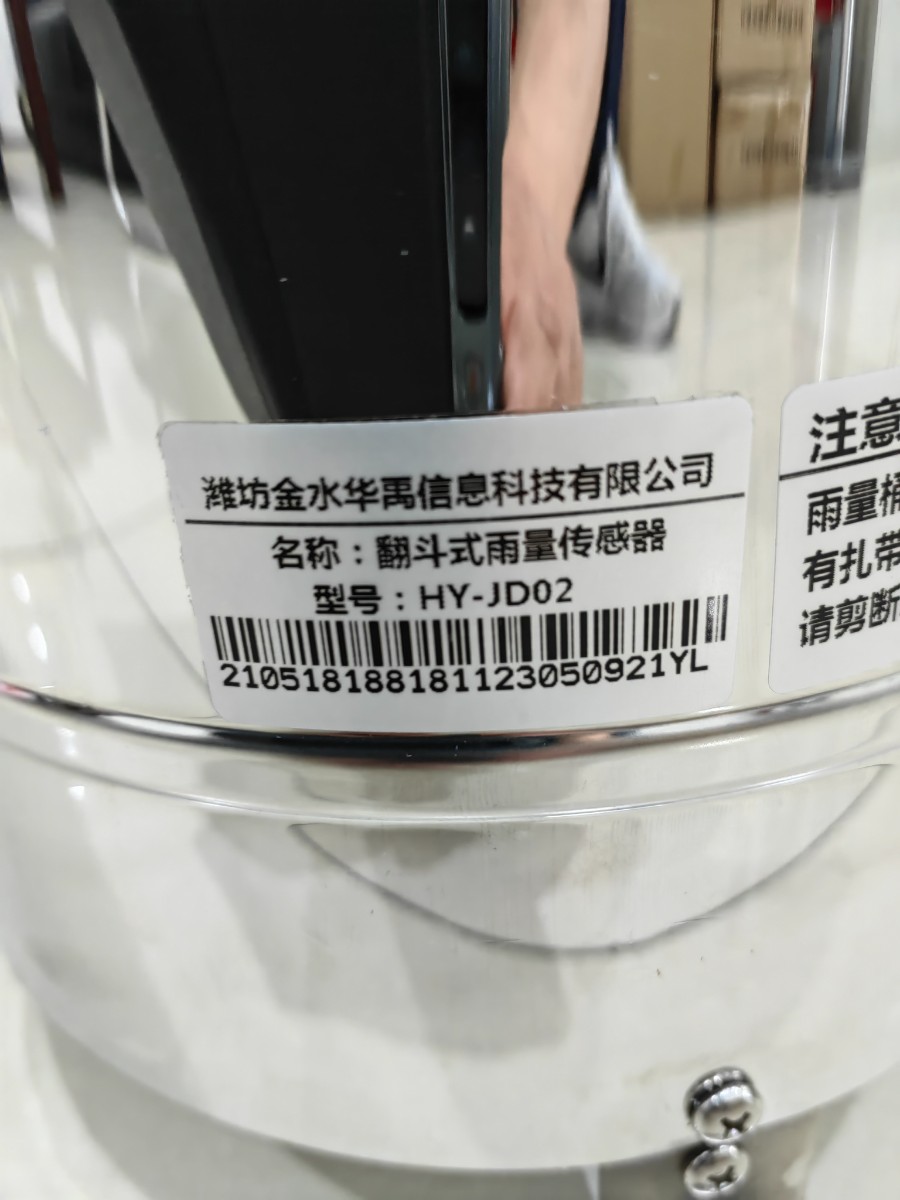 潍坊金水华禹信息科技有限公司
名称：翻斗式雨量传感器
型号：HY-JD02
2105181881811123050921YL
注意
雨量桶
有扎带
请剪断